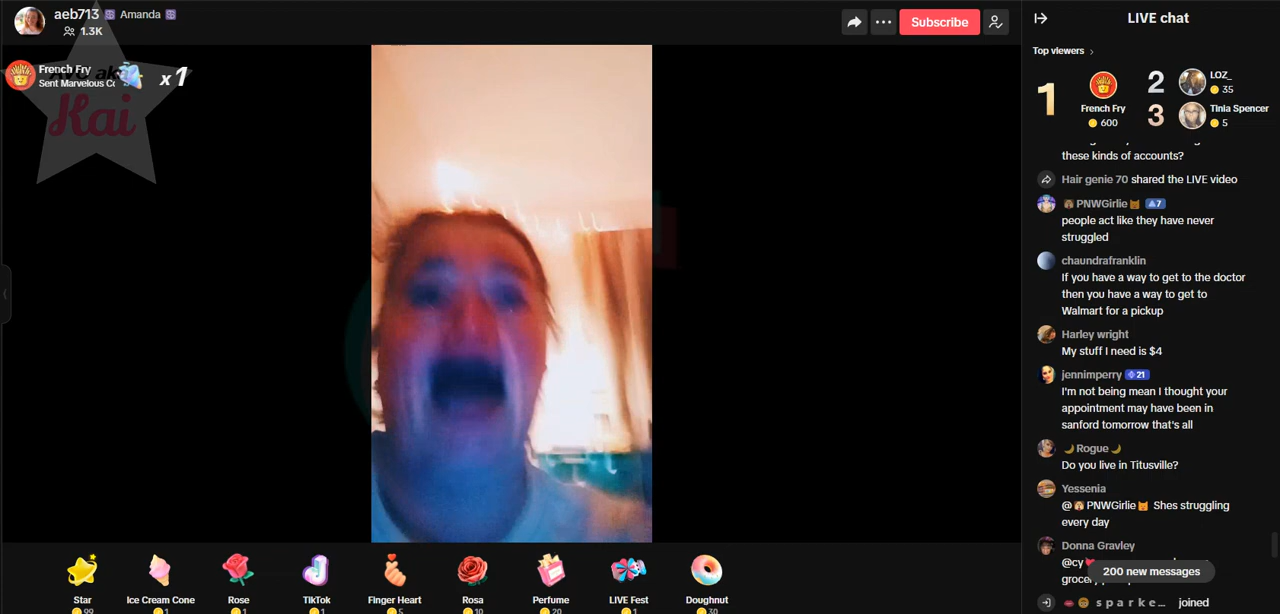 aeb713 Amanda
1.3K
Subscribe
French Fry
Sent Marvelous Co
x 1
Kai
LIVE chat
Top viewers
1
French Fry
600
2
LOZ_
35
3
Tinia Spencer
5
these kinds of accounts?
Hair genie 70 shared the LIVE video
PNWGirlie 7
people act like they have never
struggled
chaundrafranklin
If you have a way to get to the doctor
then you have a way to get to
Walmart for a pickup
Harley wright
My stuff I need is $4
jennimperry 21
I'm not being mean I thought your
appointment may have been in
sanford tomorrow that's all
Rogue
Do you live in Titusville?
Yessenia
@PNWGirlie Shes struggling
every day
Donna Gravley
@cy
200 new messages
sparke... joined
Star
99
Ice Cream Cone
1
Rose
1
TikTok
1
Finger Heart
5
Rosa
10
Perfume
20
LIVE Fest
1
Doughnut
30